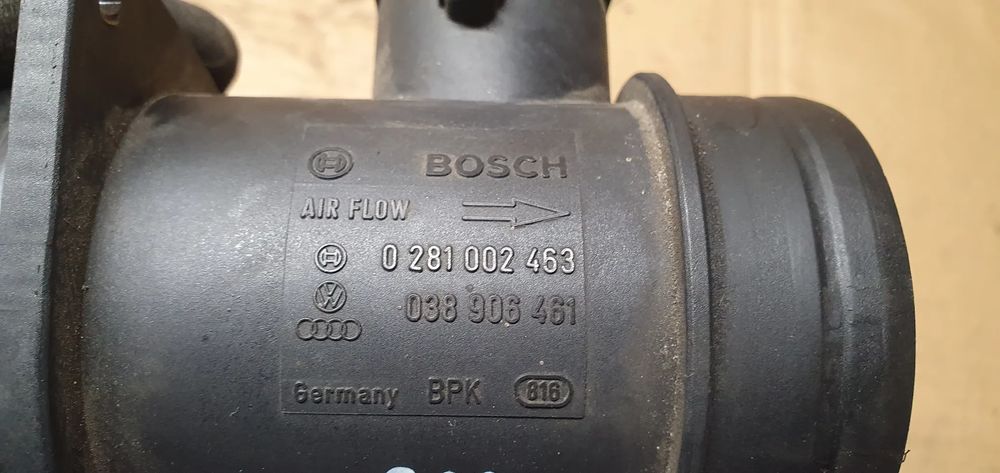 BOSCH
AIR FLOW
0 281 002 463
038 906 461
Germany BPK 816